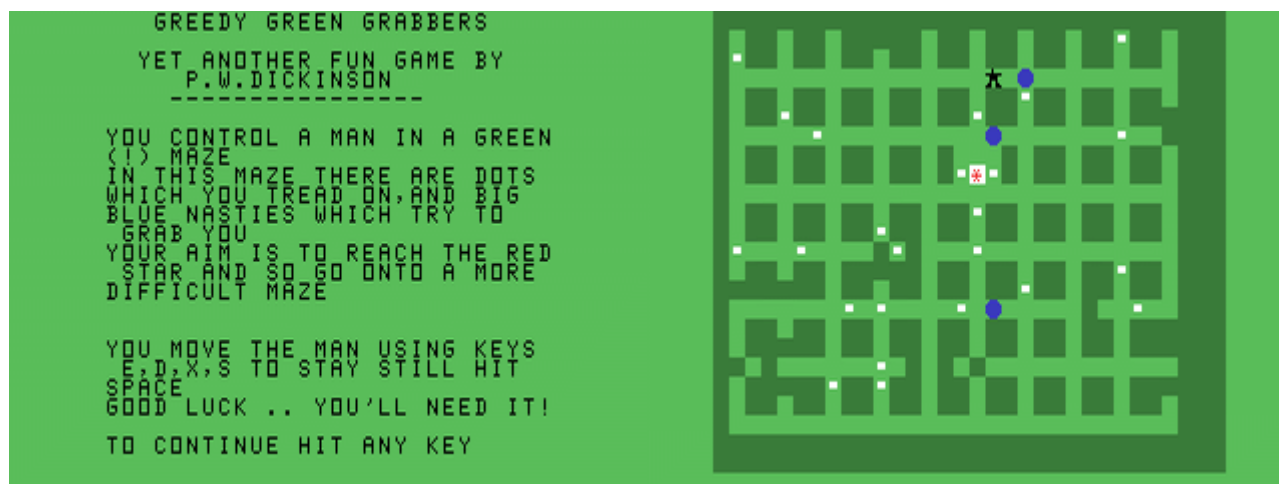 GREEDY GREEN GRABBERS
YET ANOTHER FUN GAME BY
P.W.DICKINSON
----------------
YOU CONTROL A MAN IN A GREEN
(!) MAZE
IN THIS MAZE THERE ARE DOTS
WHICH YOU TREAD ON,AND BIG
BLUE NASTIES WHICH TRY TO
GRAB YOU
YOUR AIM IS TO REACH THE RED
STAR AND SO GO ONTO A MORE
DIFFICULT MAZE
YOU MOVE THE MAN USING KEYS
E,D,X,S TO STAY STILL HIT
SPACE
GOOD LUCK .. YOU'LL NEED IT!
TO CONTINUE HIT ANY KEY